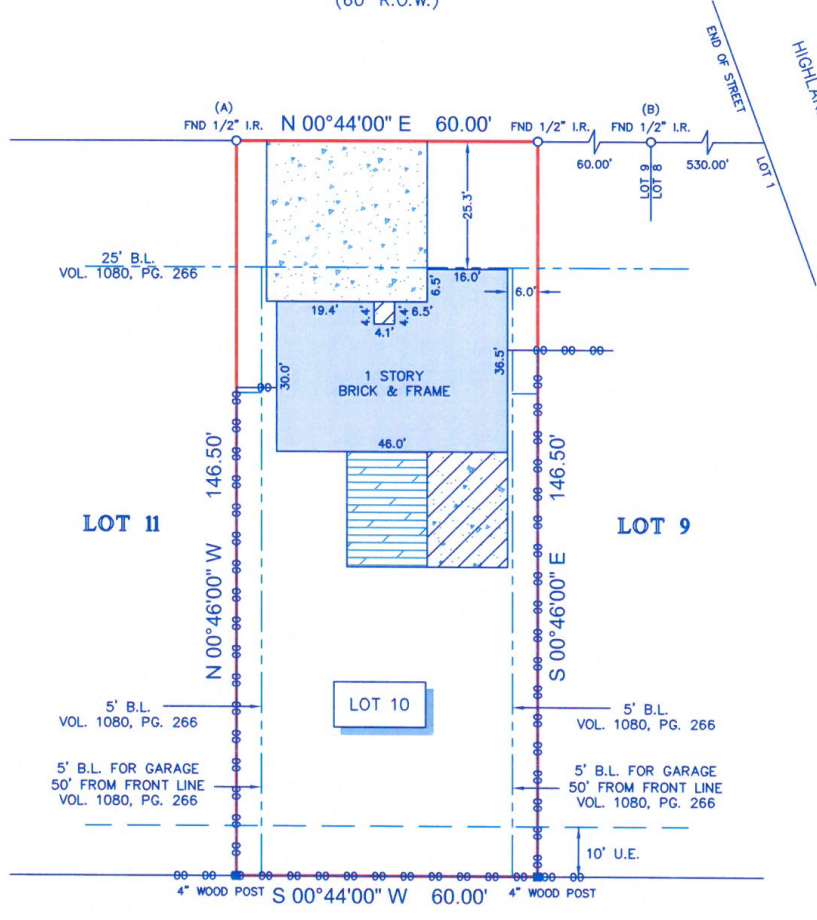 (60' R.O.W.)
END OF STREET
LOT 1
(A)
FND 1/2" I.R.
N 00°44'00" E 60.00'
FND 1/2" I.R.
(B)
FND 1/2" I.R.
60.00'
LOT 9
LOT 8
530.00'
25.3'
25' B.L.
VOL. 1080, PG. 266
16.0'
6.5'
6.0'
19.4'
4.4'
4.4'
6.5'
4.1'
30.0'
36.5'
1 STORY
BRICK & FRAME
46.0'
N 00°46'00" W 146.50'
S 00°46'00" E 146.50'
LOT 11
LOT 9
LOT 10
5' B.L.
VOL. 1080, PG. 266
5' B.L.
VOL. 1080, PG. 266
5' B.L. FOR GARAGE
50' FROM FRONT LINE
VOL. 1080, PG. 266
5' B.L. FOR GARAGE
50' FROM FRONT LINE
VOL. 1080, PG. 266
10' U.E.
4" WOOD POST
S 00°44'00" W 60.00'
4" WOOD POST